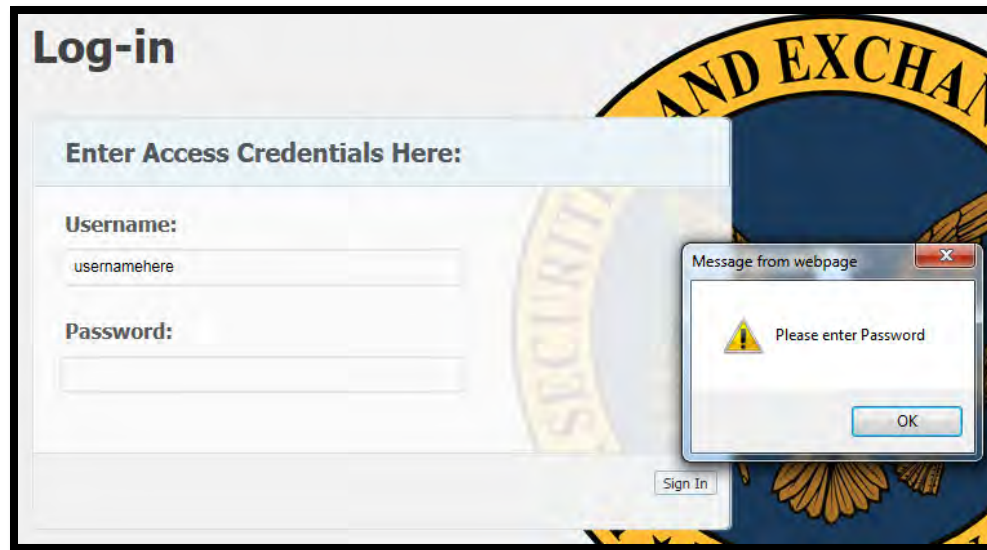 Log-in
AND EXCHAN
Enter Access Credentials Here:
Username:
usernamehere
SECURITI
Message from webpage
Please enter Password
Password:
OK
Sign In